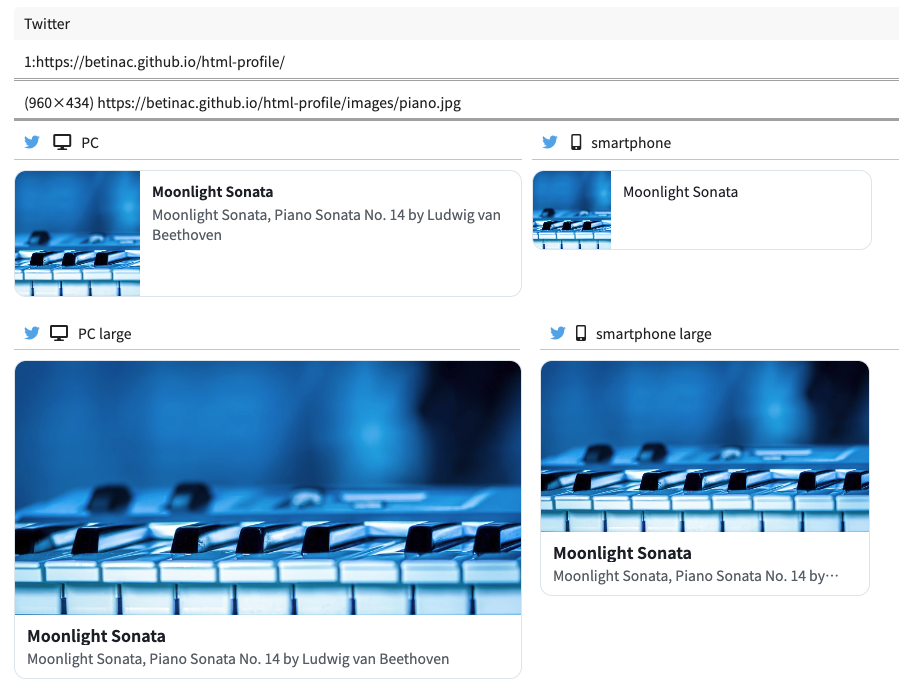 Twitter
1:https://betinac.github.io/html-profile/
(960×434) https://betinac.github.io/html-profile/images/piano.jpg
PC
smartphone
Moonlight Sonata
Moonlight Sonata, Piano Sonata No. 14 by Ludwig van
Beethoven
Moonlight Sonata
PC large
smartphone large
Moonlight Sonata
Moonlight Sonata, Piano Sonata No. 14 by Ludwig van Beethoven
Moonlight Sonata
Moonlight Sonata, Piano Sonata No. 14 by···